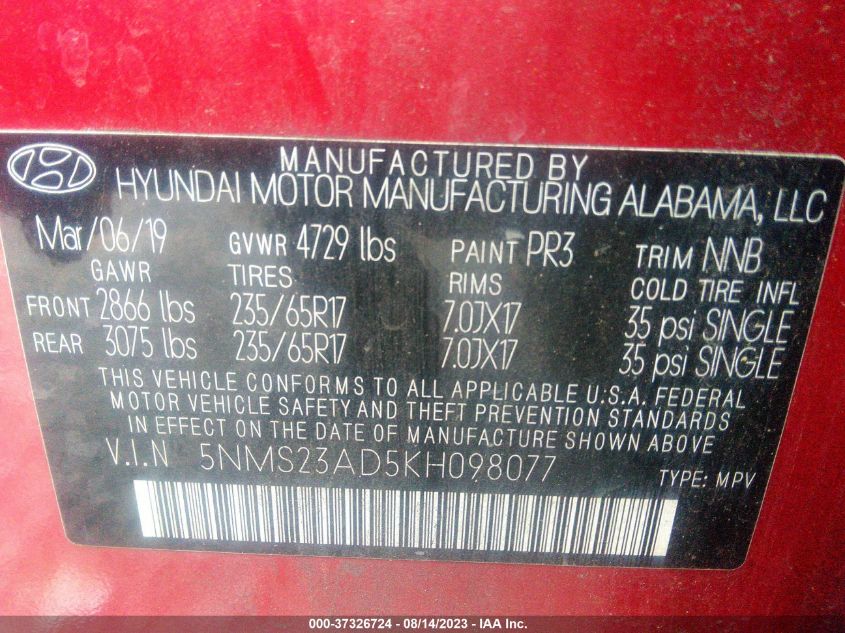 MANUFACTURED BY
HYUNDAI MOTOR MANUFACTURING ALABAMA, LLC
Mar/06/19 GVWR 4729 lbs PAINT PR3 TRIM NNB
GAWR TIRES RIMS COLD TIRE INFL
FRONT 2866 lbs 235/65R17 7.0JX17 35 psi SINGLE
REAR 3075 lbs 235/65R17 7.0JX17 35 psi SINGLE
THIS VEHICLE CONFORMS TO ALL APPLICABLE U.S.A. FEDERAL
MOTOR VEHICLE SAFETY AND THEFT PREVENTION STANDARDS
IN EFFECT ON THE DATE OF MANUFACTURE SHOWN ABOVE
V.I.N 5NMS23AD5KH098077 TYPE: MPV
000-37326724 - 08/14/2023 - IAA Inc.